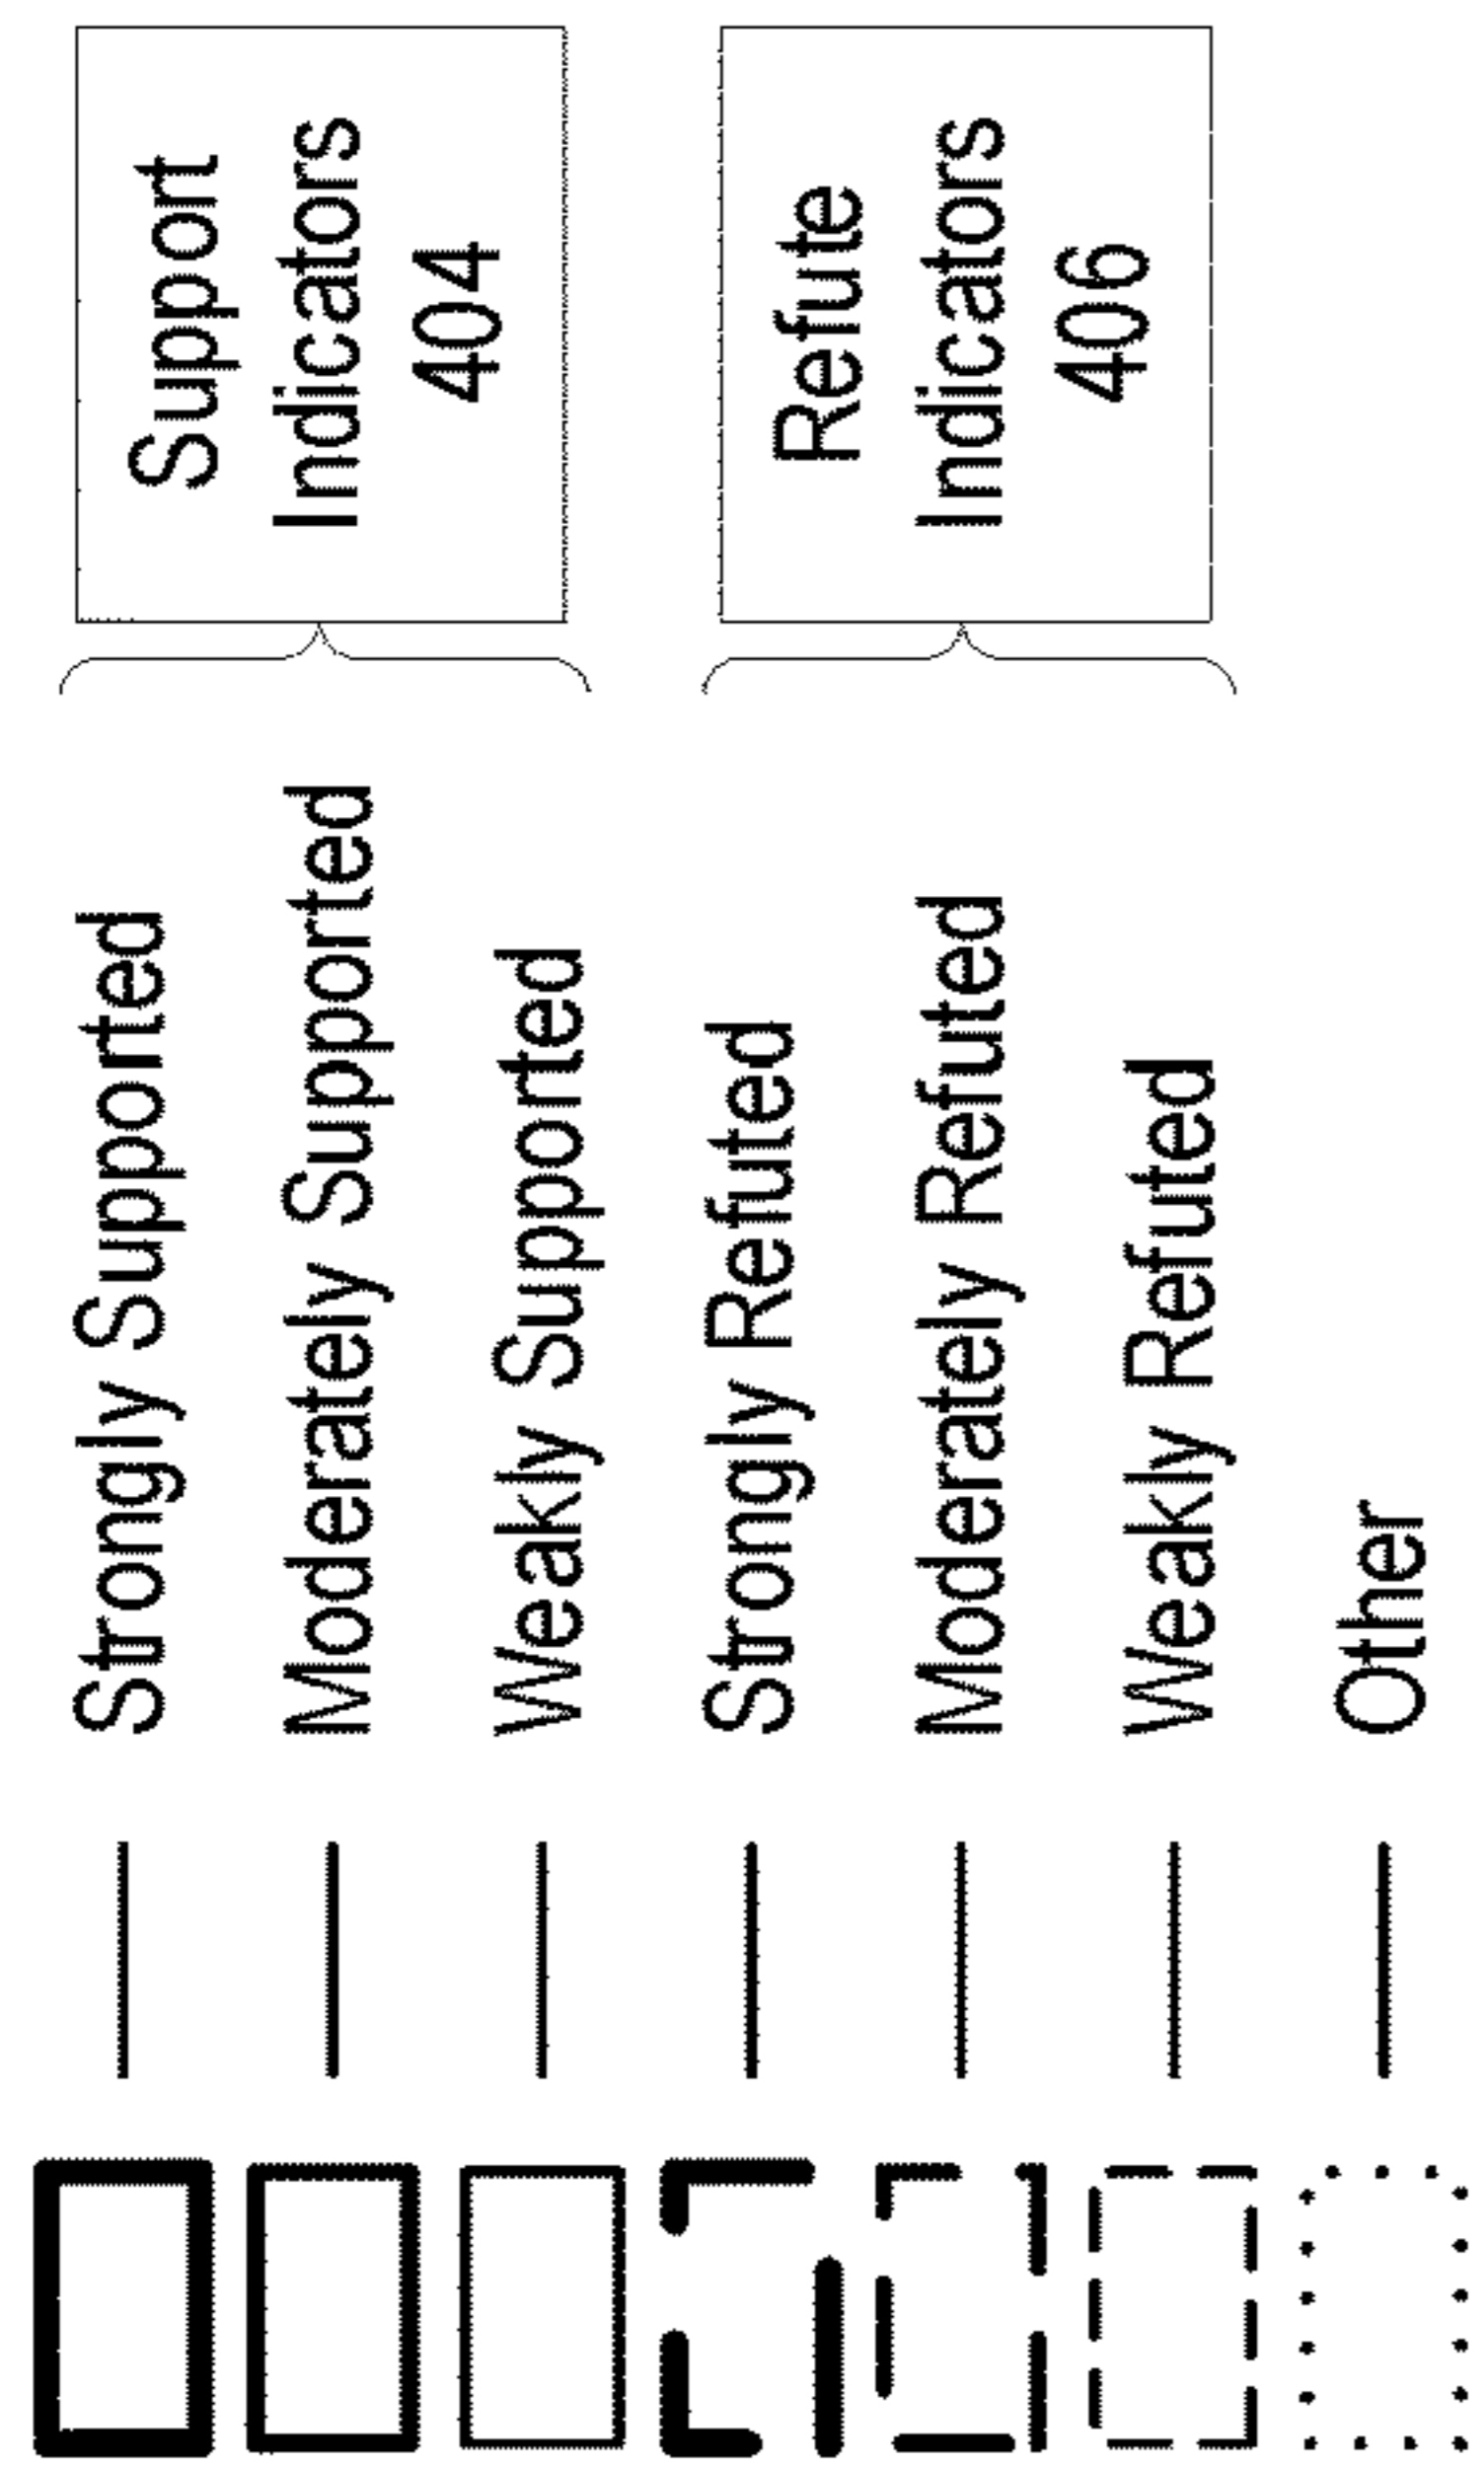 Strongly Supported
Moderately Supported
Weakly Supported
Strongly Refuted
Moderately Refuted
Weakly Refuted
Other
Support
Indicators
404
Refute
Indicators
406